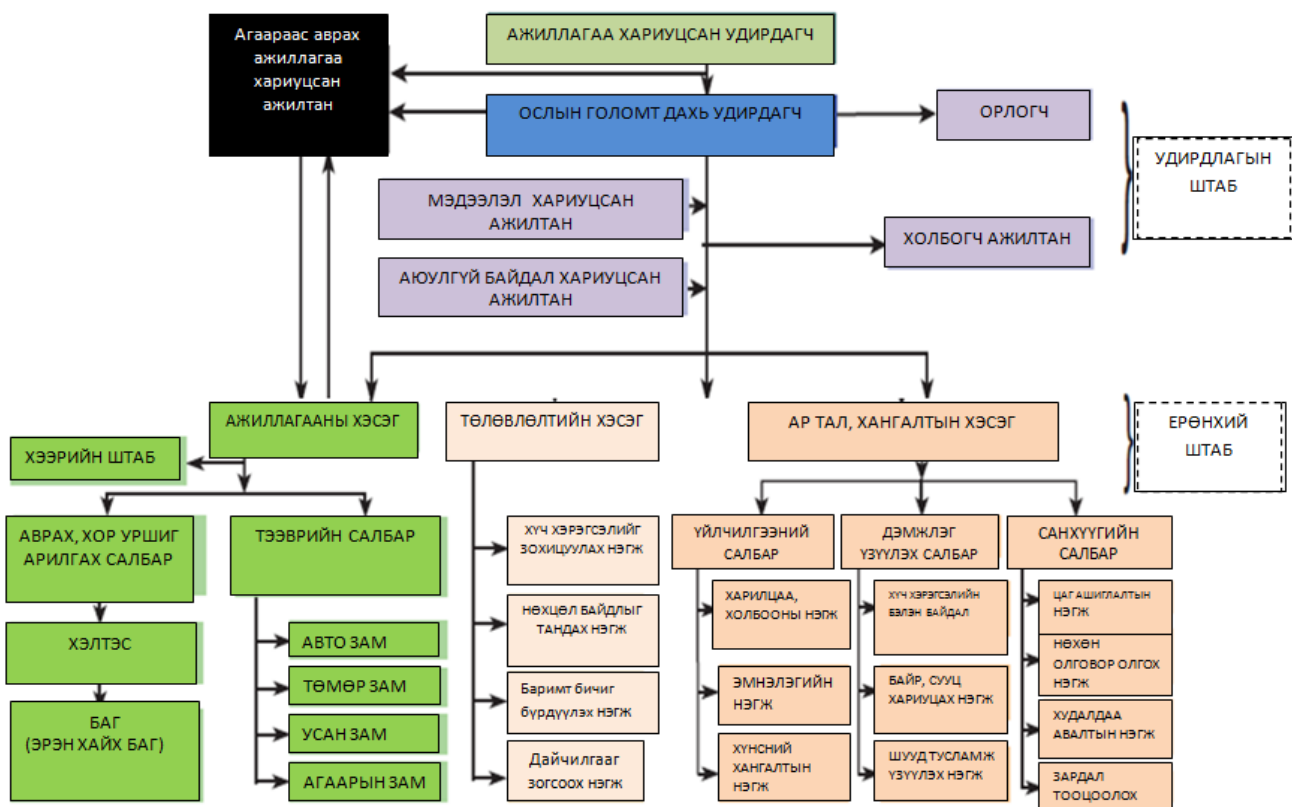 Агаараас аврах
ажиллагаа
хариуцсан
ажилтан
АЖИЛЛАГАА ХАРИУЦСАН УДИРДАГЧ
ОСЛЫН ГОЛОМТ ДАХЬ УДИРДАГЧ
ОРЛОГЧ
УДИРДЛАГЫН
ШТАБ
МЭДЭЭЛЭЛ ХАРИУЦСАН
АЖИЛТАН
ХОЛБОГЧ АЖИЛТАН
АЮУЛГҮЙ БАЙДАЛ ХАРИУЦСАН
АЖИЛТАН
АЖИЛЛАГААНЫ ХЭСЭГ
ТӨЛӨВЛӨЛТИЙН ХЭСЭГ
АР ТАЛ, ХАНГАЛТЫН ХЭСЭГ
ЕРӨНХИЙ
ШТАБ
ХЭЭРИЙН ШТАБ
АВРАХ, ХОР УРШИГ
АРИЛГАХ САЛБАР
ХЭЛТЭС
БАГ
(ЭРЭН ХАЙХ БАГ)
ТЭЭВРИЙН САЛБАР
АВТО ЗАМ
ТӨМӨР ЗАМ
УСАН ЗАМ
АГААРЫН ЗАМ
ХҮЧ ХЭРЭГСЭЛИЙГ
ЗОХИЦУУЛАХ НЭГЖ
НӨХЦӨЛ БАЙДЛЫГ
ТАНДАХ НЭГЖ
Баримт бичиг
бүрдүүлэх нэгж
Дайчилгааг
зогсоох нэгж
ҮЙЛЧИЛГЭЭНИЙ
САЛБАР
ХАРИЛЦАА,
ХОЛБООНЫ НЭГЖ
ЭМНЭЛЭГИЙН
НЭГЖ
ХҮНСНИЙ
ХАНГАЛТЫН
НЭГЖ
ДЭМЖЛЭГ
ҮЗҮҮЛЭХ САЛБАР
ХҮЧ ХЭРЭГСЭЛИЙН
БЭЛЭН БАЙДАЛ
БАЙР, СУУЦ
ХАРИУЦАХ НЭГЖ
ШУУД ТУСЛАМЖ
ҮЗҮҮЛЭХ НЭГЖ
САНХҮҮГИЙН
САЛБАР
ЦАГ АШИГЛАЛТЫН
НЭГЖ
НӨХӨН
ОЛГОВОР ОЛГОХ
НЭГЖ
ХУДАЛДАА
АВАЛТЫН НЭГЖ
ЗАРДАЛ
ТООЦООЛОХ